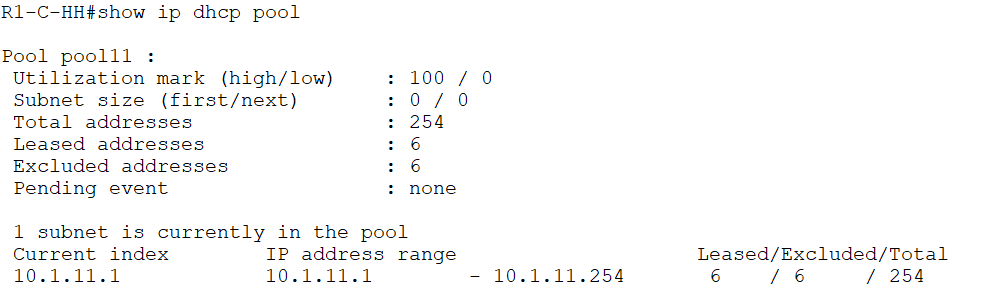 R1-C-HH#show ip dhcp pool

Pool pool11 :
 Utilization mark (high/low)    : 100 / 0
 Subnet size (first/next)       : 0 / 0
 Total addresses                : 254
 Leased addresses               : 6
 Excluded addresses             : 6
 Pending event                  : none

 1 subnet is currently in the pool
 Current index        IP address range                    Leased/Excluded/Total
 10.1.11.1            10.1.11.1        - 10.1.11.254       6    / 6     / 254